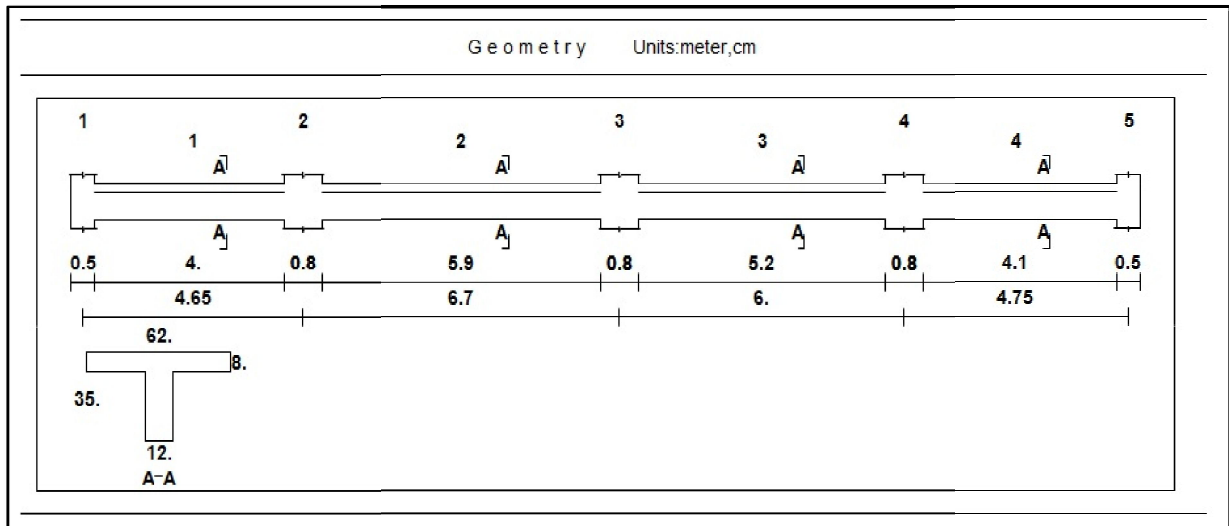 Geometry Units:meter,cm
1 2 3 4 5
1 2 3 4
A A A A
A A A A
0.5 4. 0.8 5.9 0.8 5.2 0.8 4.1 0.5
4.65 6.7 6. 4.75
62.
8.
35.
12.
A-A